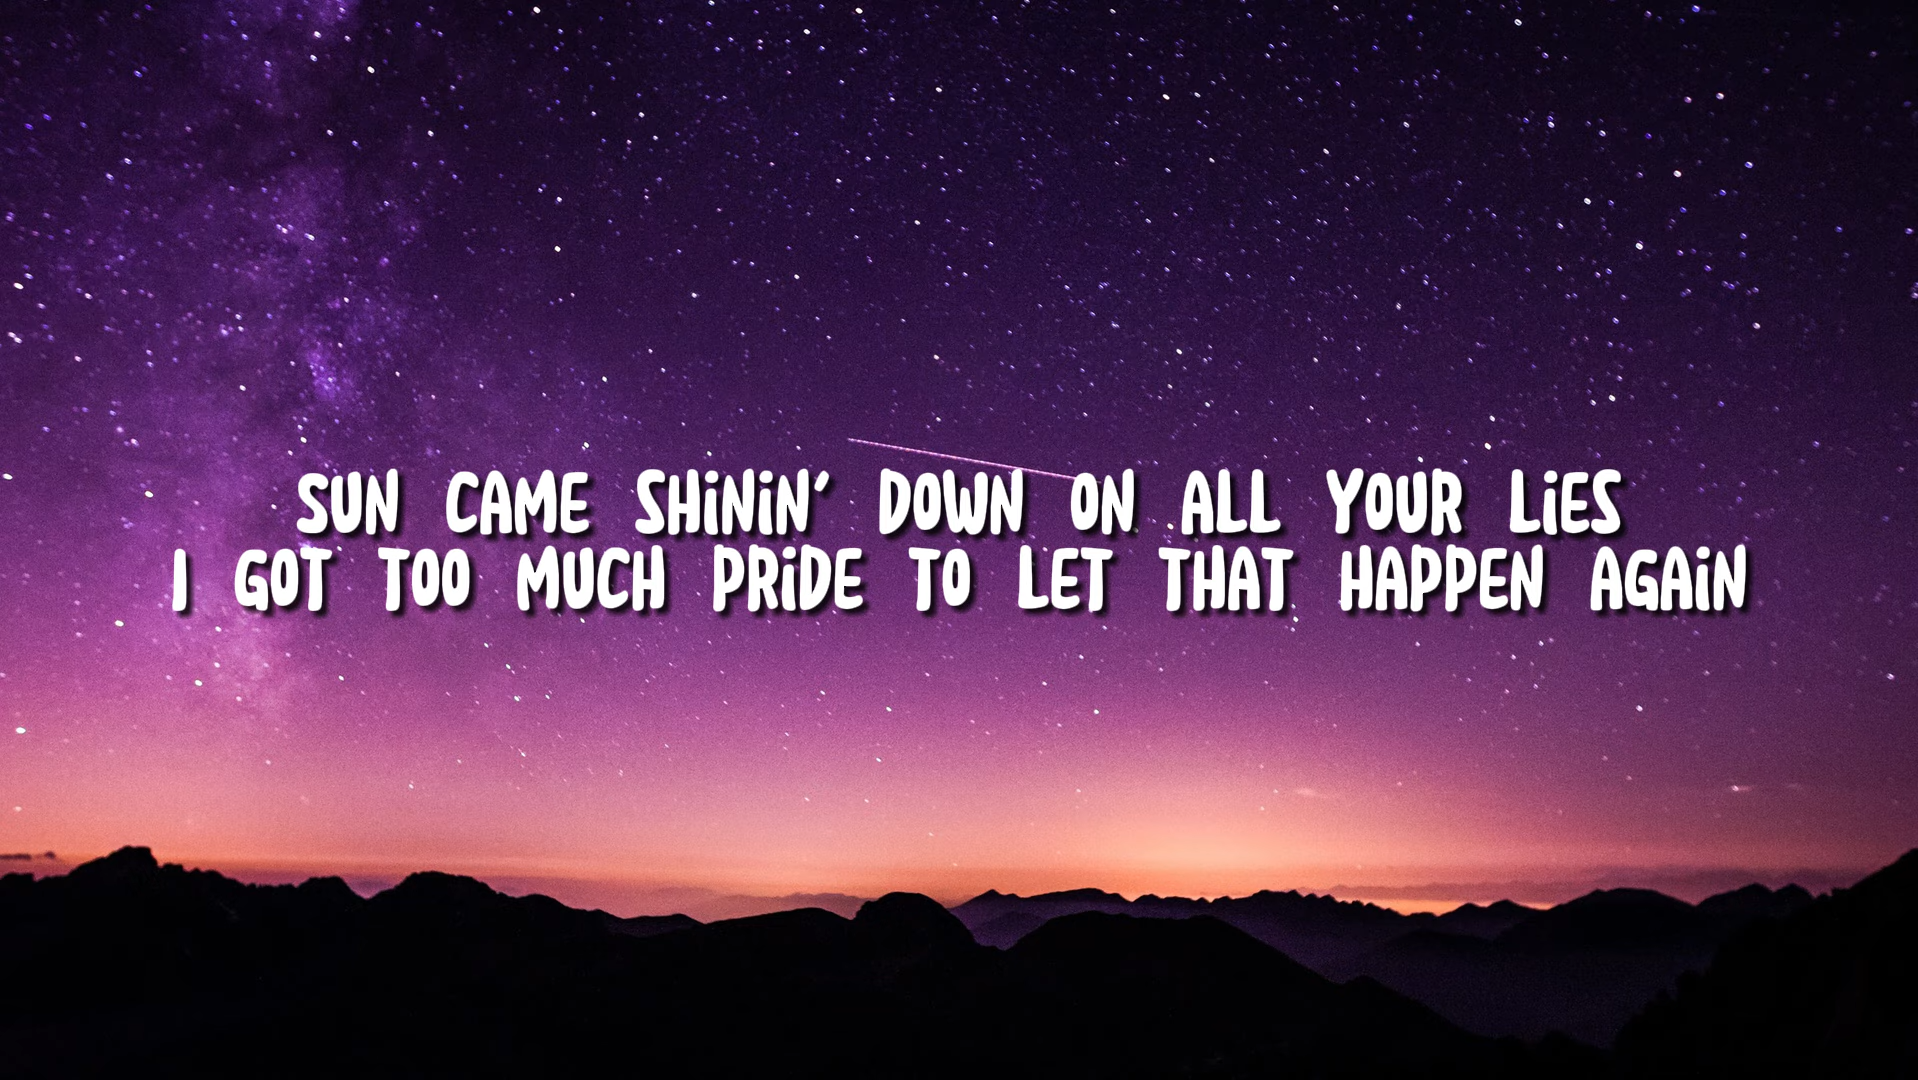 SUN CAME SHiNiN' DOWN ON ALL YOUR LiES
I GOT TOO MUCH PRiDE TO LET THAT HAPPEN AGAiN